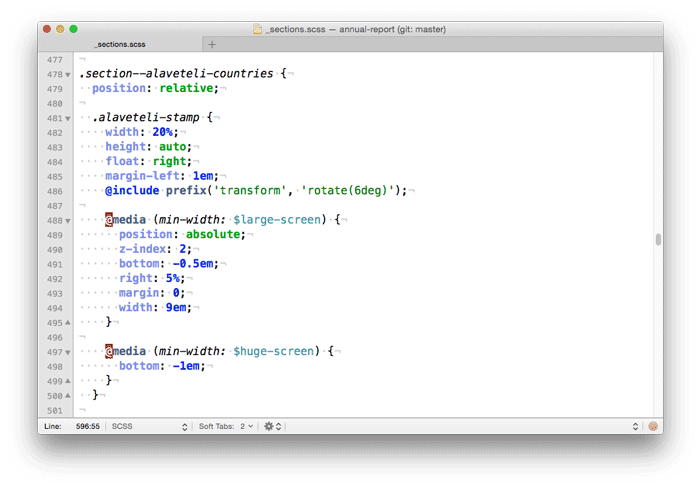 _sections.scss — annual-report (git: master)
_sections.scss +
477 ¬
478 .section--alaveteli-countries {¬
479 position: relative;¬
480 ¬
481 .alaveteli-stamp {¬
482 width: 20%;¬
483 height: auto;¬
484 float: right;¬
485 margin-left: 1em;¬
486 @include prefix('transform', 'rotate(6deg)');¬
487 ¬
488 @media (min-width: $large-screen) {¬
489 position: absolute;¬
490 z-index: 2;¬
491 bottom: -0.5em;¬
492 right: 5%;¬
493 margin: 0;¬
494 width: 9em;¬
495 }¬
496 ¬
497 @media (min-width: $huge-screen) {¬
498 bottom: -1em;¬
499 }¬
500 }¬
501 ¬
Line: 596:55 SCSS Soft Tabs: 2